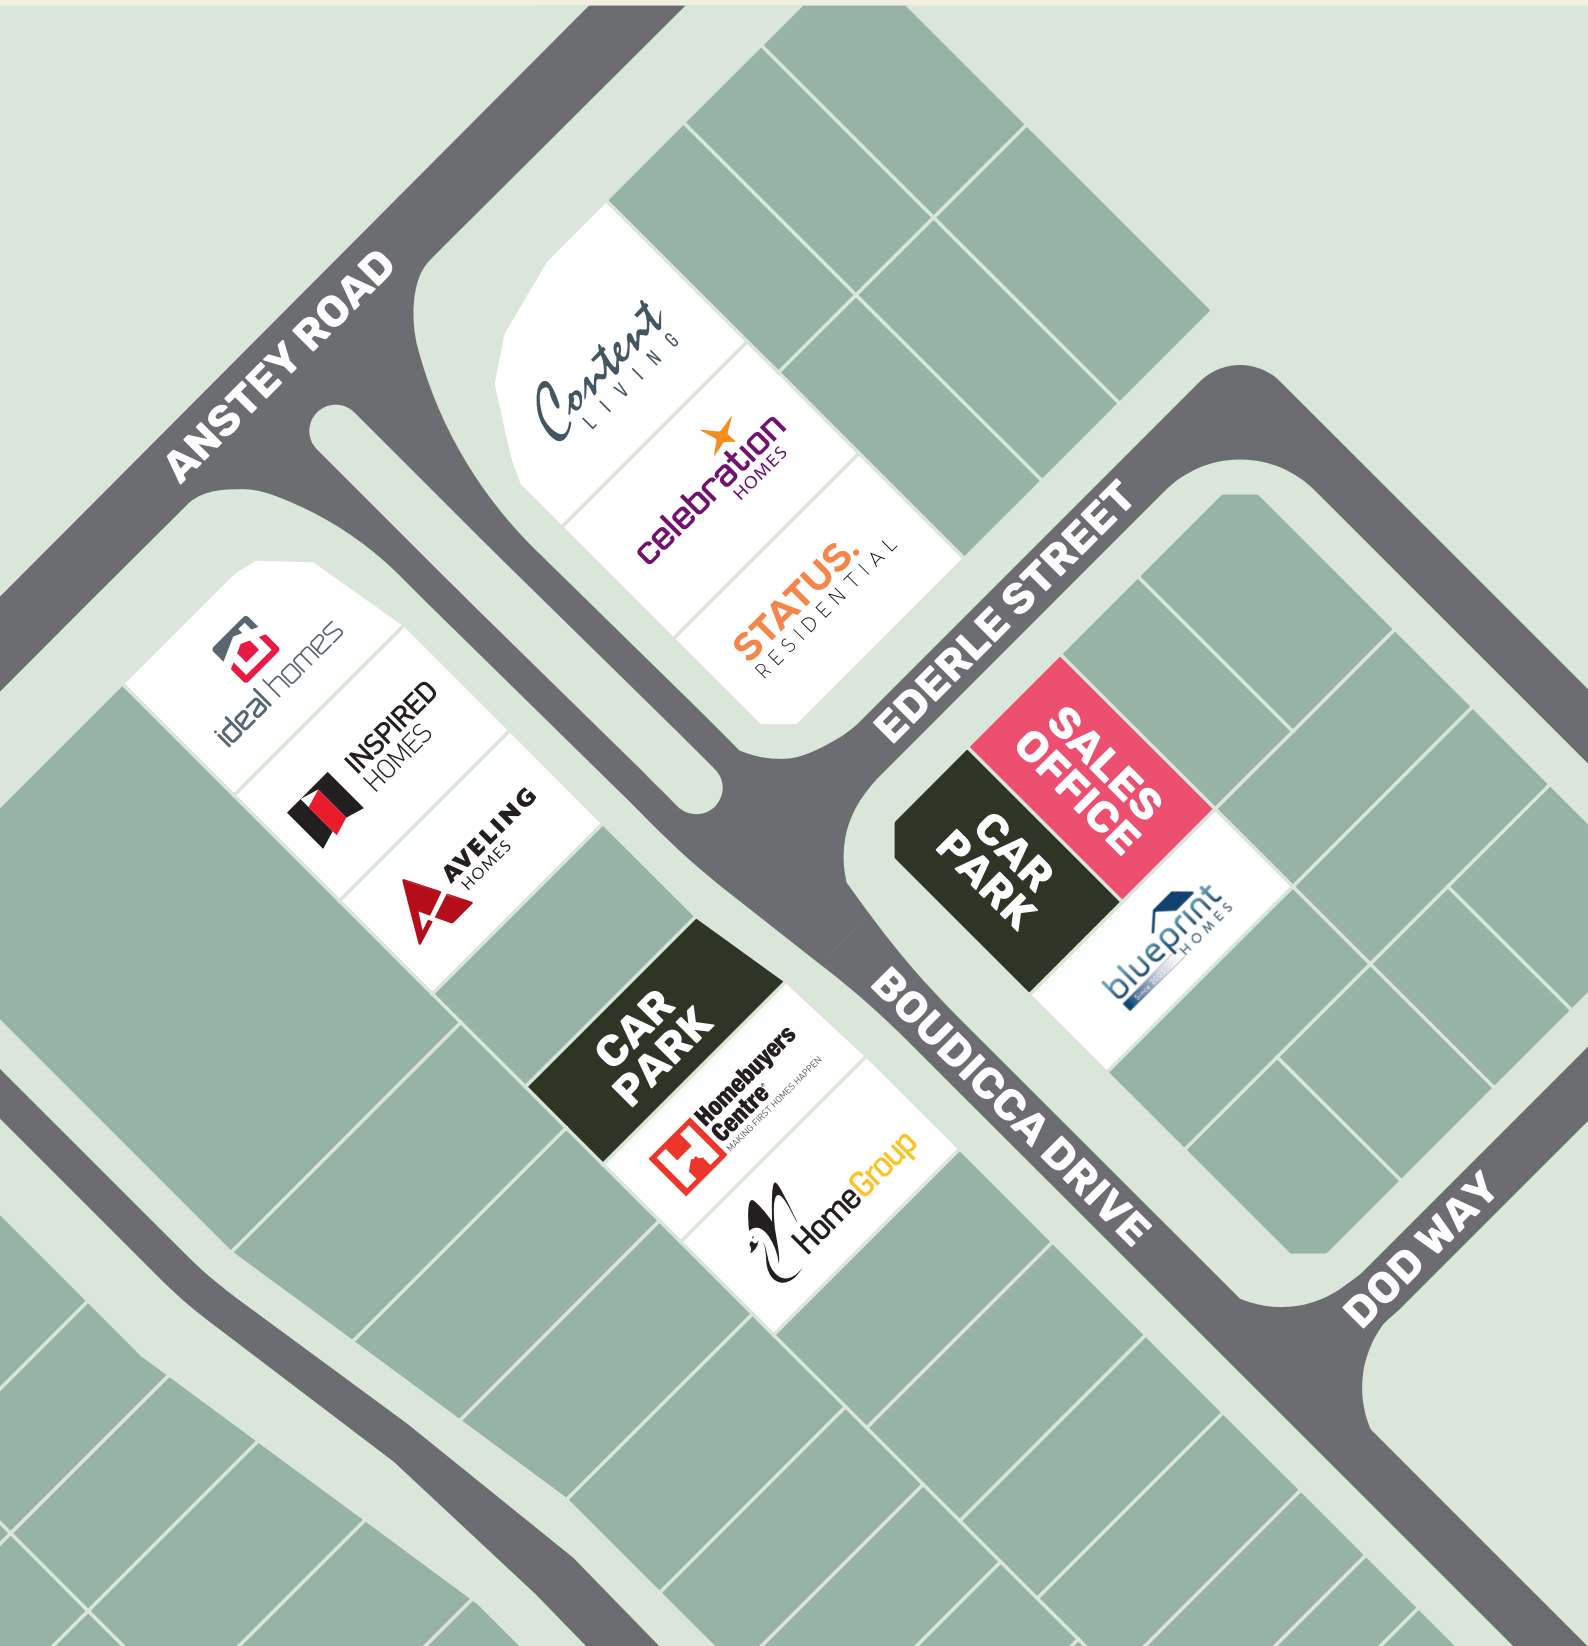 ANSTEY ROAD
Content
LIVING
celebration
HOMES
STATUS.
RESIDENTIAL
EDERLE STREET
ideal homes
INSPIRED
HOMES
AVELING
HOMES
SALES
OFFICE
CAR
PARK
blueprint
HOMES
CAR
PARK
Homebuyers
Centre
MAKING FIRST HOMES HAPPEN
HomeGroup
BOUDICCA DRIVE
DOD WAY